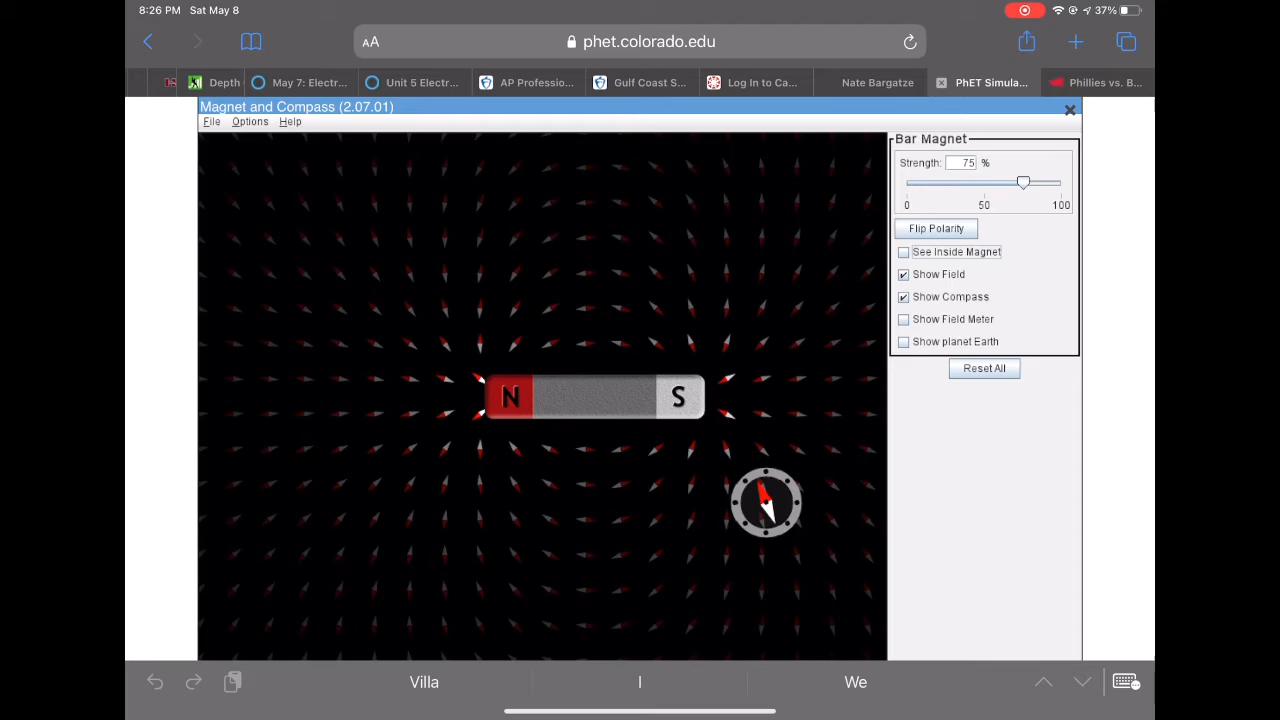 8:26 PM Sat May 8
37%
AA phet.colorado.edu
Depth
May 7: Electr...
Unit 5 Electr...
AP Professio...
Gulf Coast S...
Log In to Ca...
Nate Bargatze
PhET Simula...
Phillies vs. B...
Magnet and Compass (2.07.01)
File Options Help
Bar Magnet
Strength: 75 %
0 50 100
Flip Polarity
See Inside Magnet
Show Field
Show Compass
Show Field Meter
Show planet Earth
Reset All
N S
Villa I We